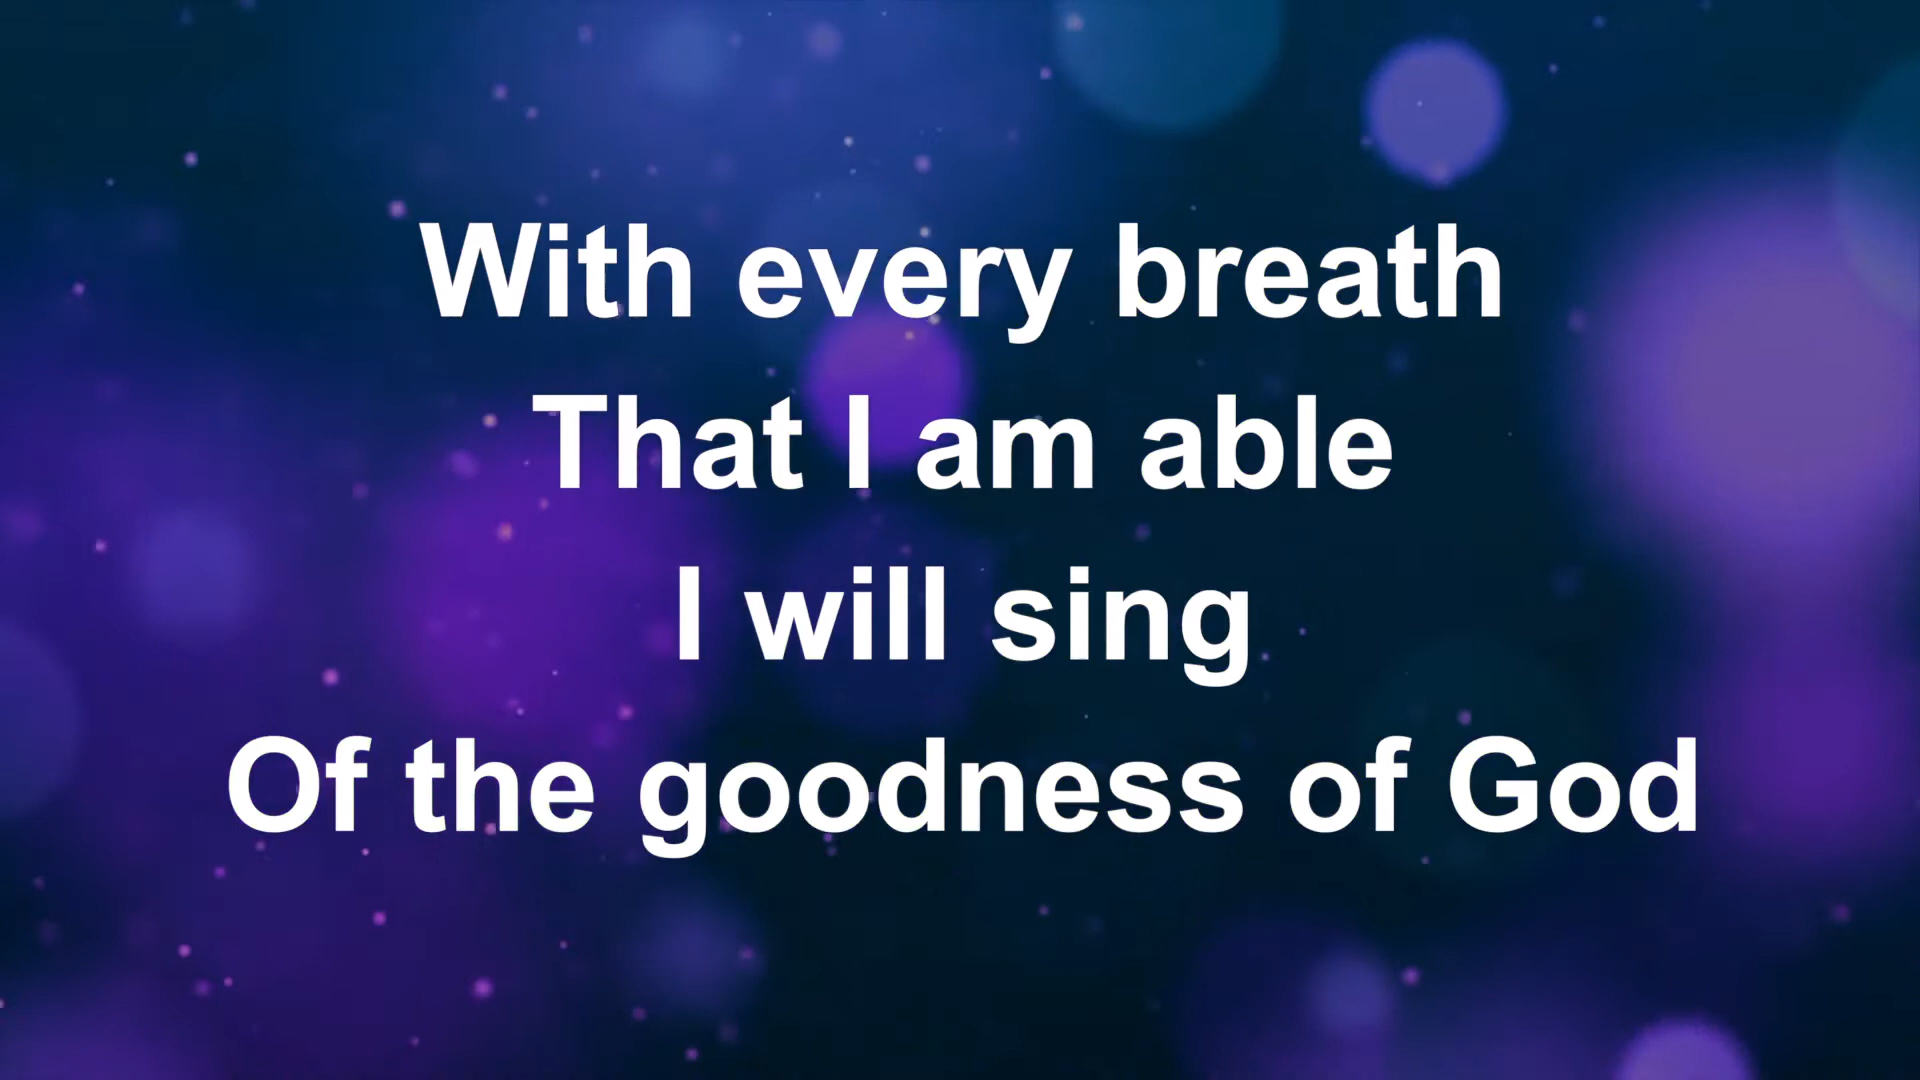 With every breath
That I am able
I will sing
Of the goodness of God